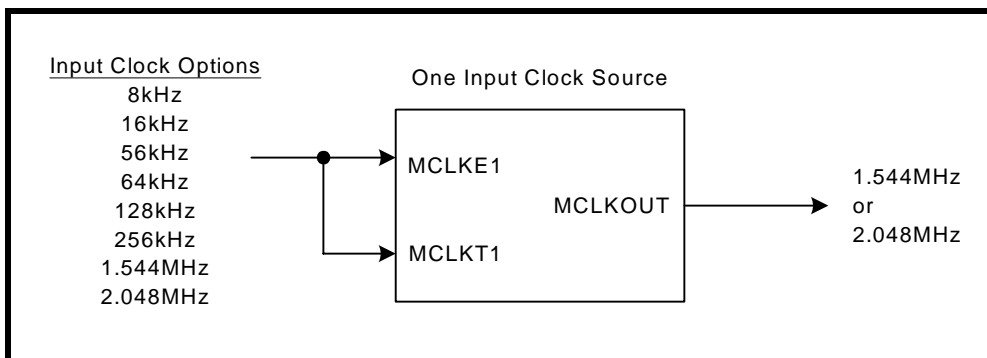 Input Clock Options
8kHz
16kHz
56kHz
64kHz
128kHz
256kHz
1.544MHz
2.048MHz
One Input Clock Source
MCLKE1
MCLKOUT
MCLKT1
1.544MHz
or
2.048MHz